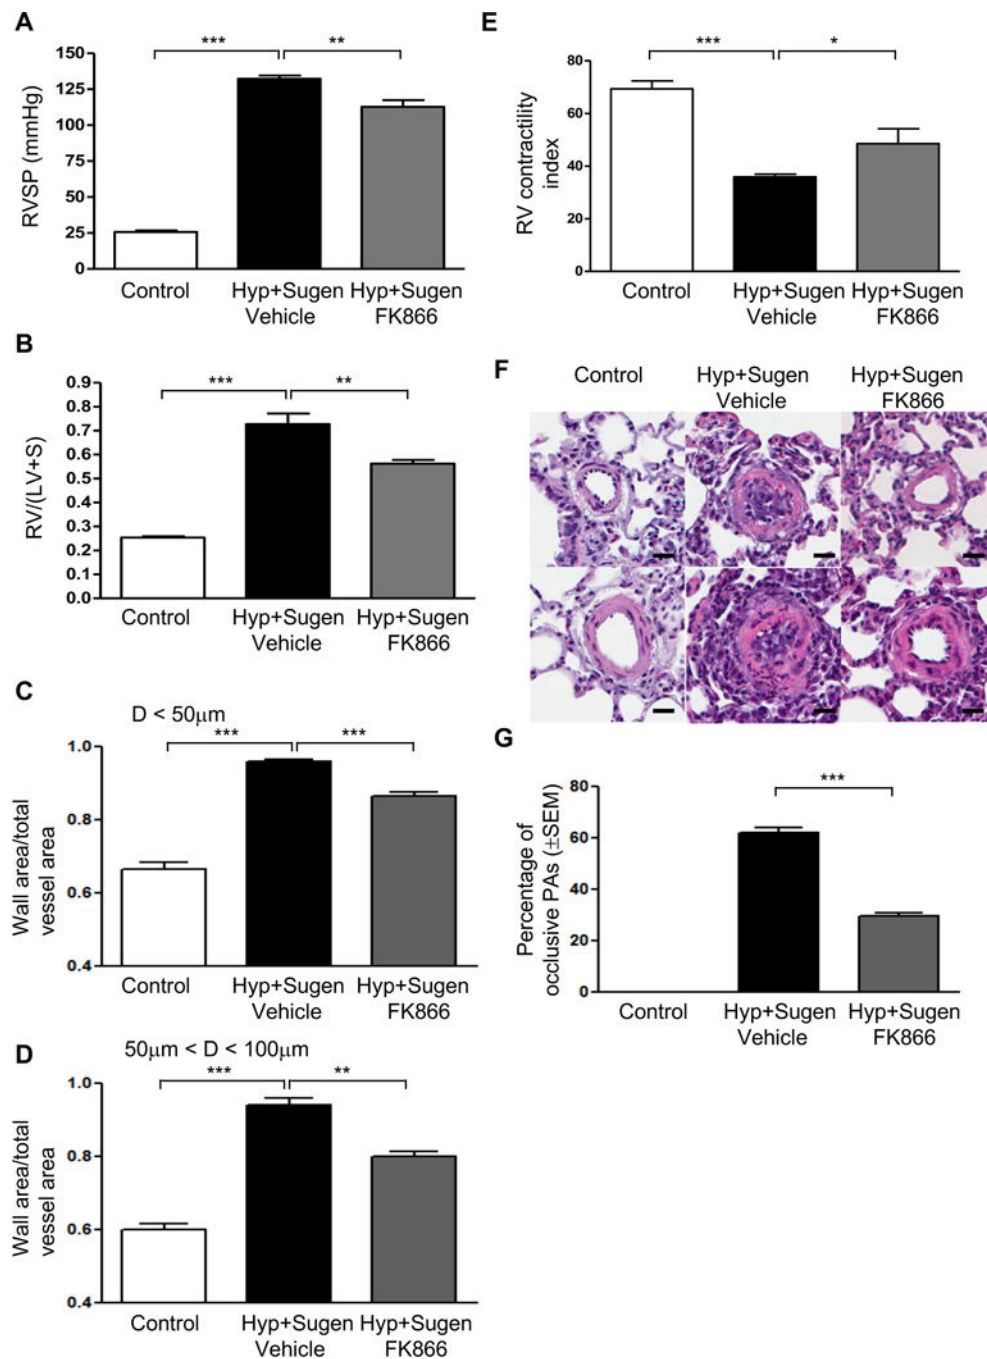 A
*** **
RVSP (mmHg)
150
125
100
75
50
25
0
Control Hyp+Sugen Vehicle Hyp+Sugen FK866
B
*** **
RV/(LV+S)
0.9
0.8
0.7
0.6
0.5
0.4
0.3
0.2
0.1
0.0
Control Hyp+Sugen Vehicle Hyp+Sugen FK866
C
D < 50μm
*** ***
Wall area/total
vessel area
1.0
0.8
0.6
0.4
Control Hyp+Sugen Vehicle Hyp+Sugen FK866
D
50μm < D < 100μm
*** **
Wall area/total
vessel area
1.0
0.8
0.6
0.4
Control Hyp+Sugen Vehicle Hyp+Sugen FK866
E
*** *
RV contractility
index
80
60
40
20
0
Control Hyp+Sugen Vehicle Hyp+Sugen FK866
F
Control Hyp+Sugen Vehicle Hyp+Sugen FK866
G
***
Percentage of
occlusive PAs (±SEM)
80
60
40
20
0
Control Hyp+Sugen Vehicle Hyp+Sugen FK866